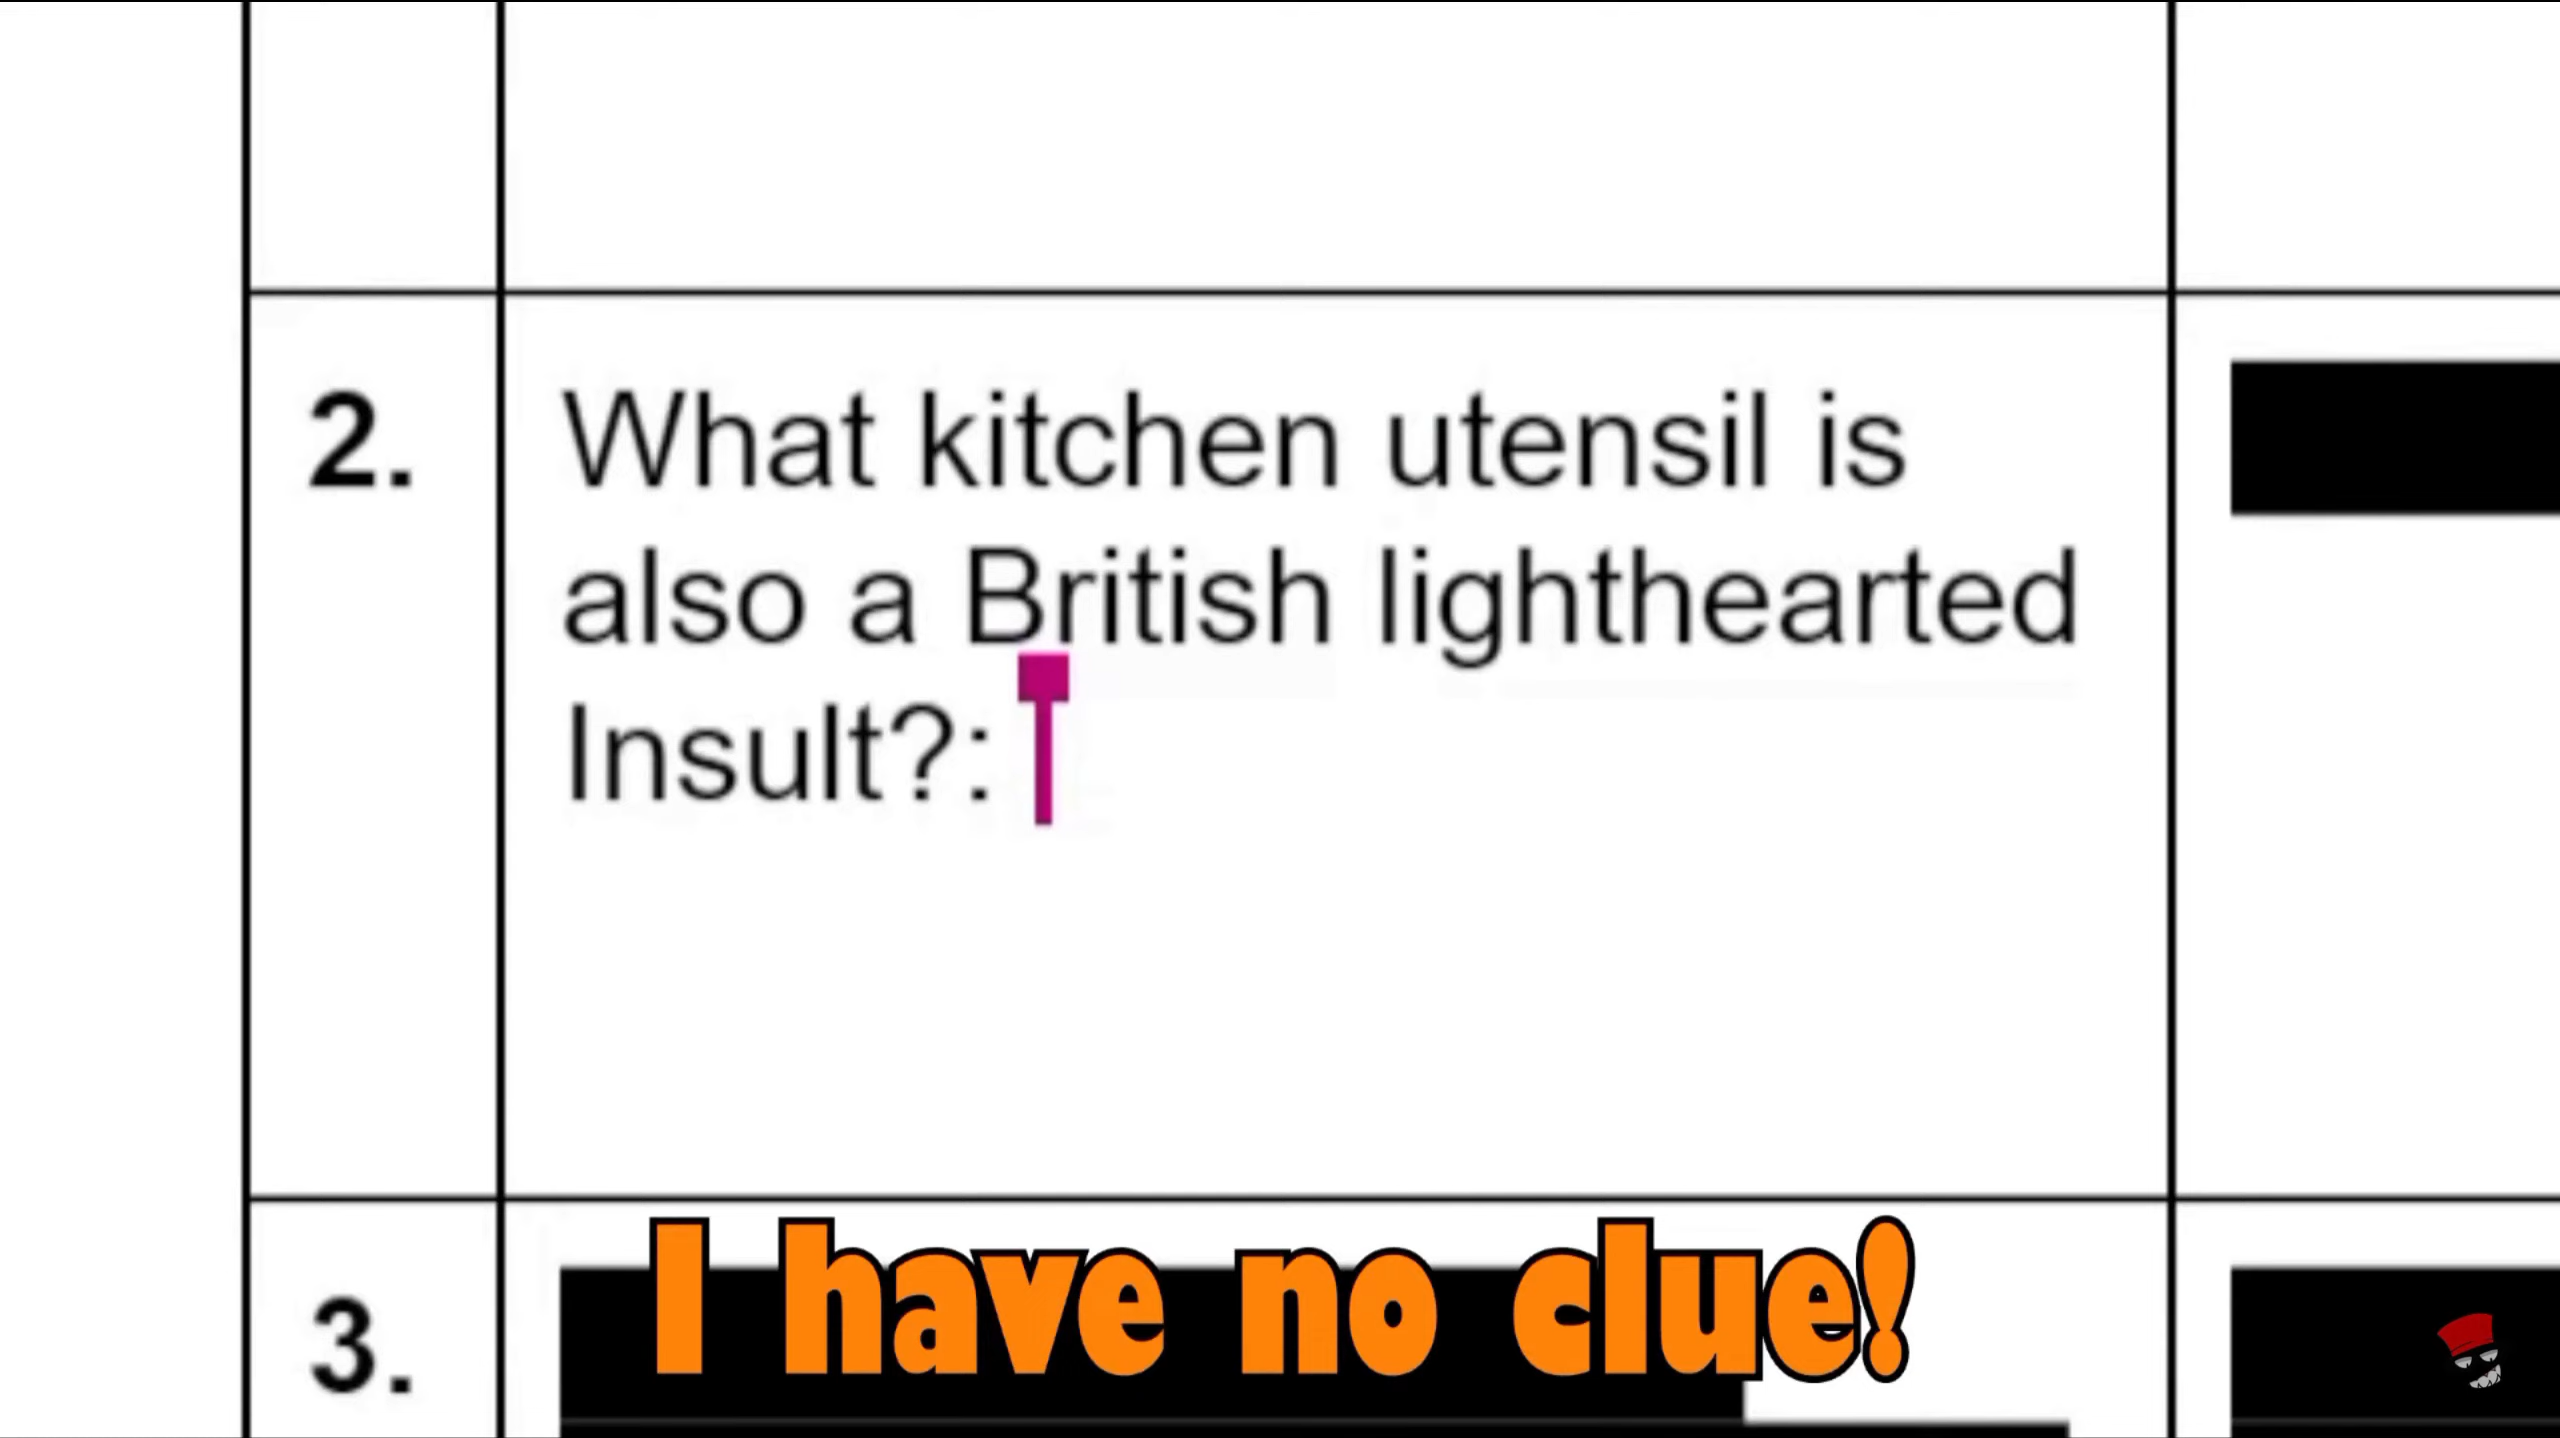 2.
What kitchen utensil is
also a British lighthearted
Insult?:
3.
I have no clue!